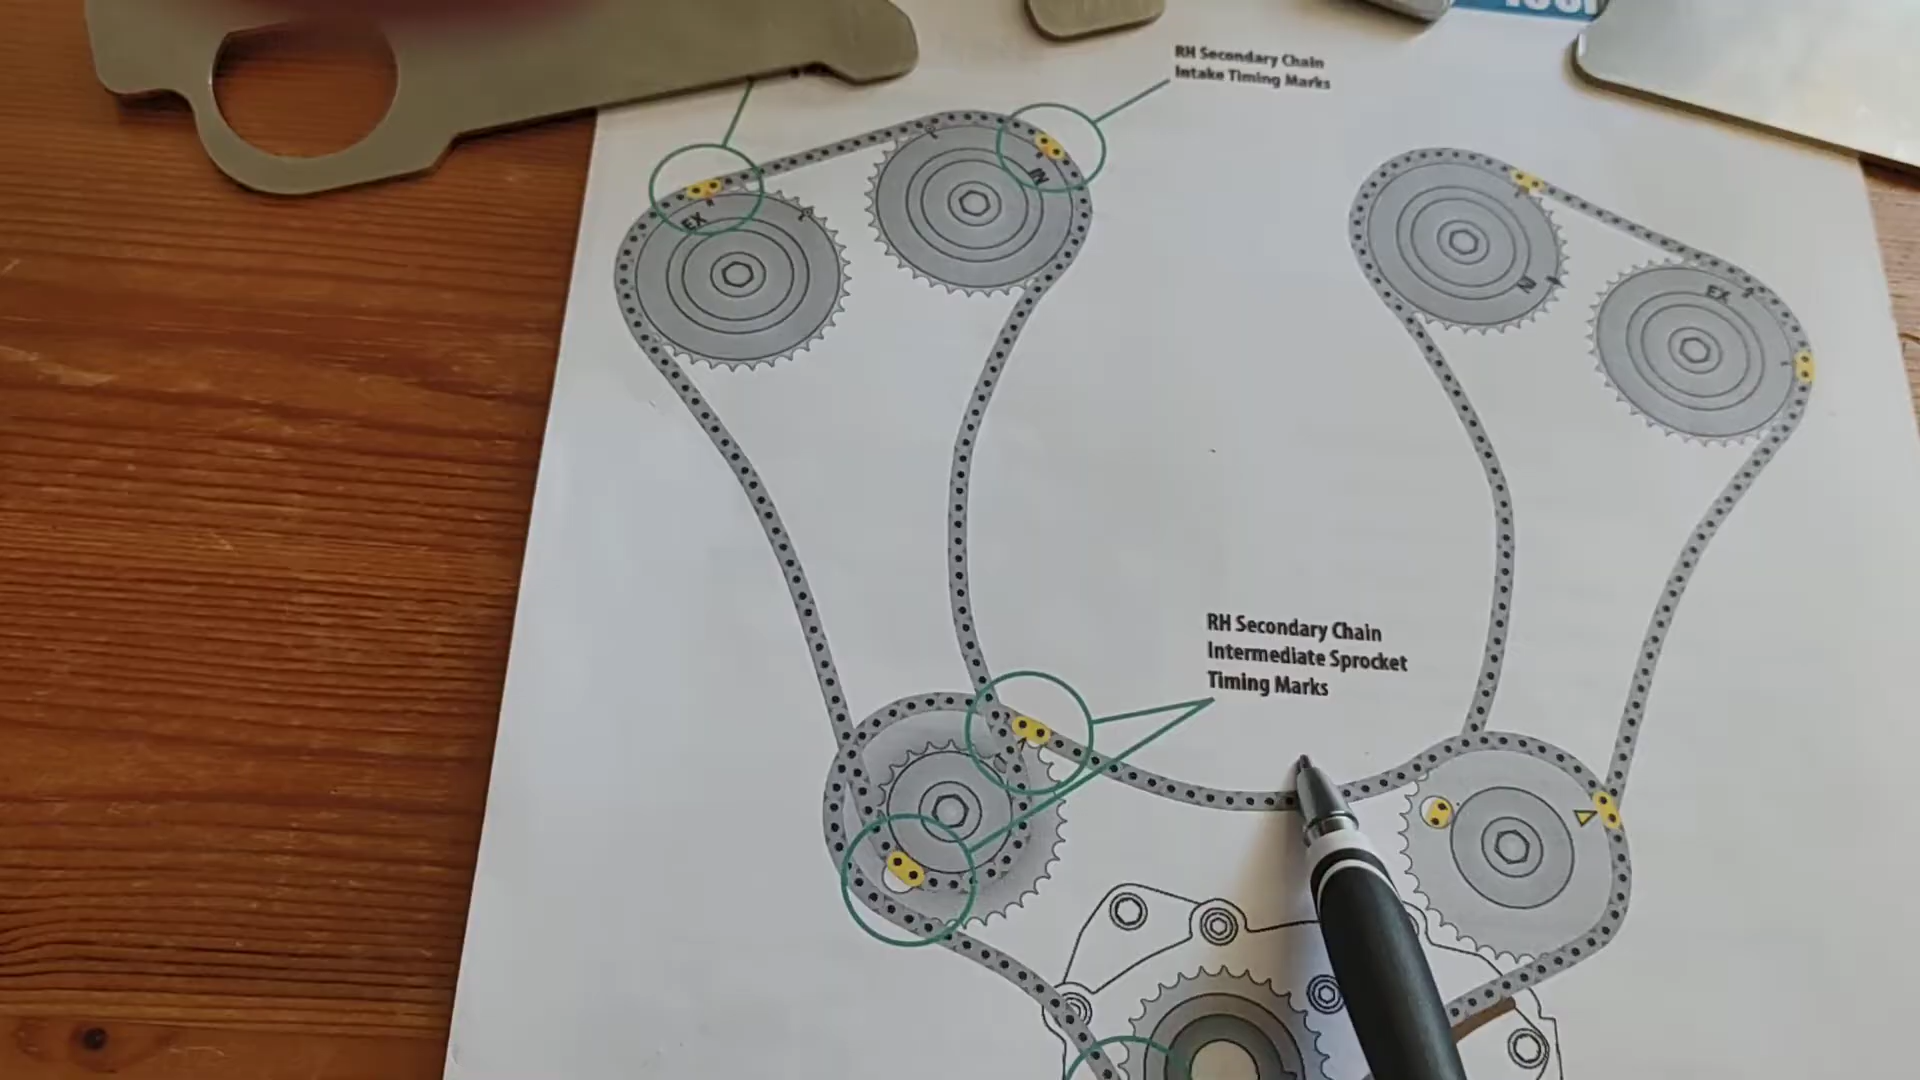 RH Secondary Chain
Intake Timing Marks
IN
EX
IN
EX
RH Secondary Chain
Intermediate Sprocket
Timing Marks